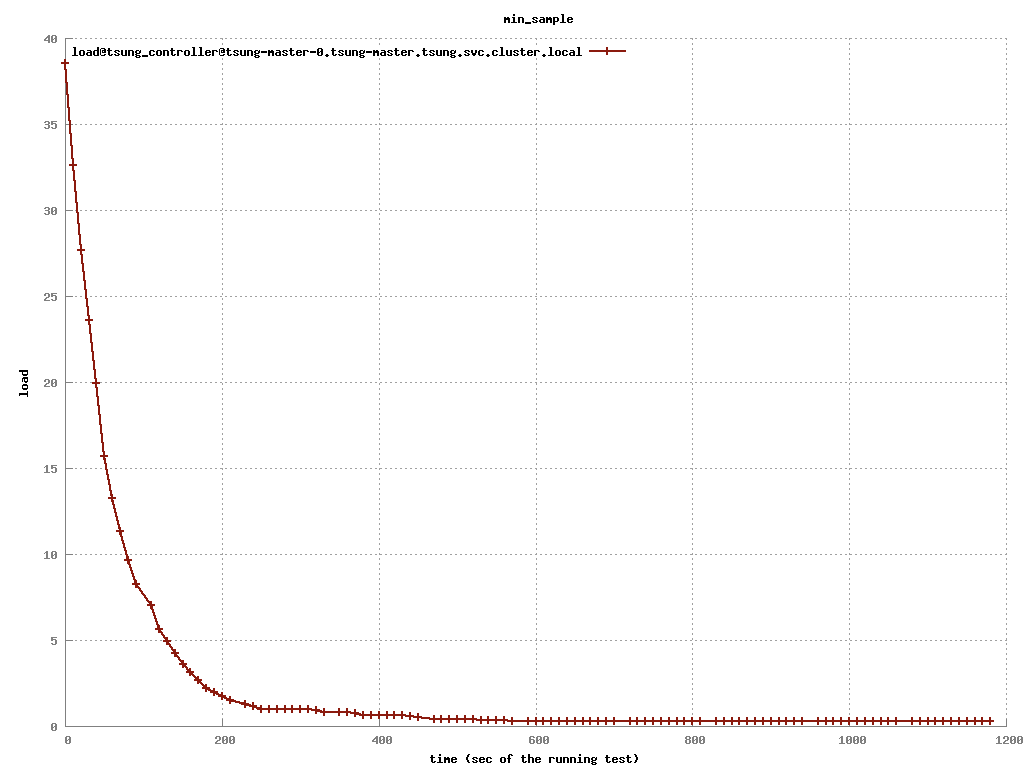 min_sample
load@tsung_controller@tsung-master-0.tsung-master.tsung.svc.cluster.local
40
35
30
25
20
15
10
5
0
load
0 200 400 600 800 1000 1200
time (sec of the running test)